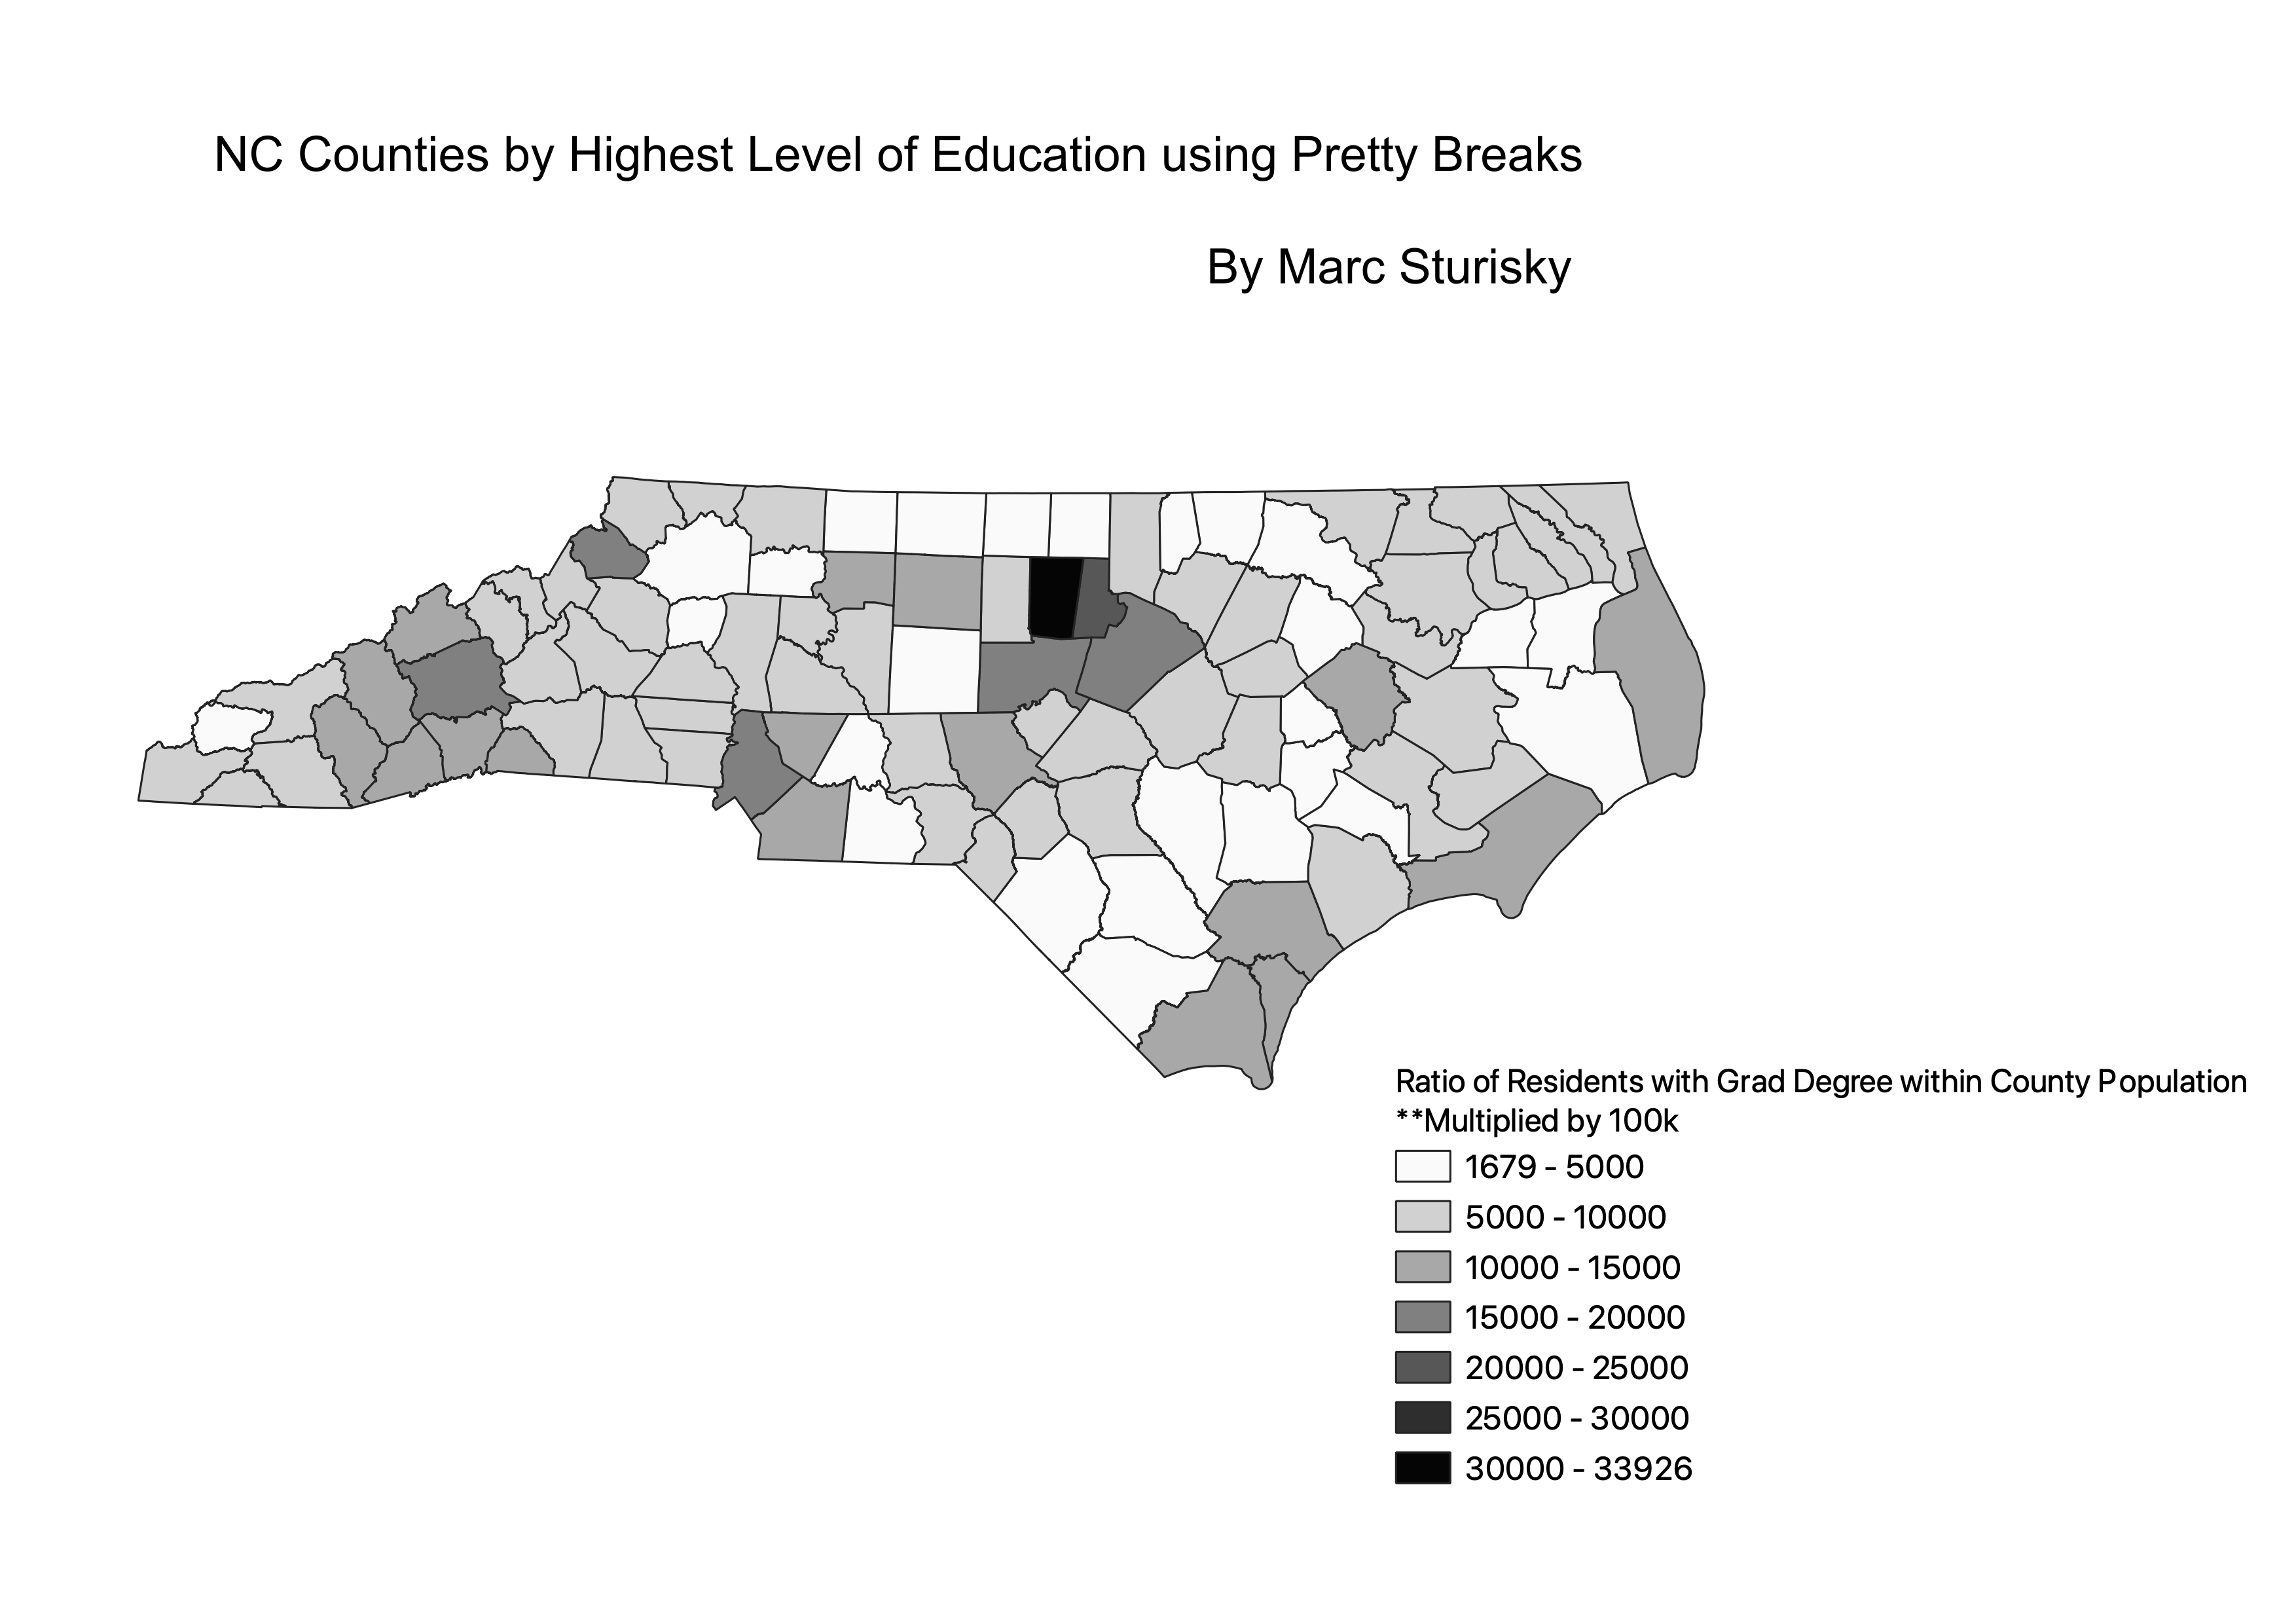 NC Counties by Highest Level of Education using Pretty Breaks
By Marc Sturisky
Ratio of Residents with Grad Degree within County Population
**Multiplied by 100k
1679 - 5000
5000 - 10000
10000 - 15000
15000 - 20000
20000 - 25000
25000 - 30000
30000 - 33926